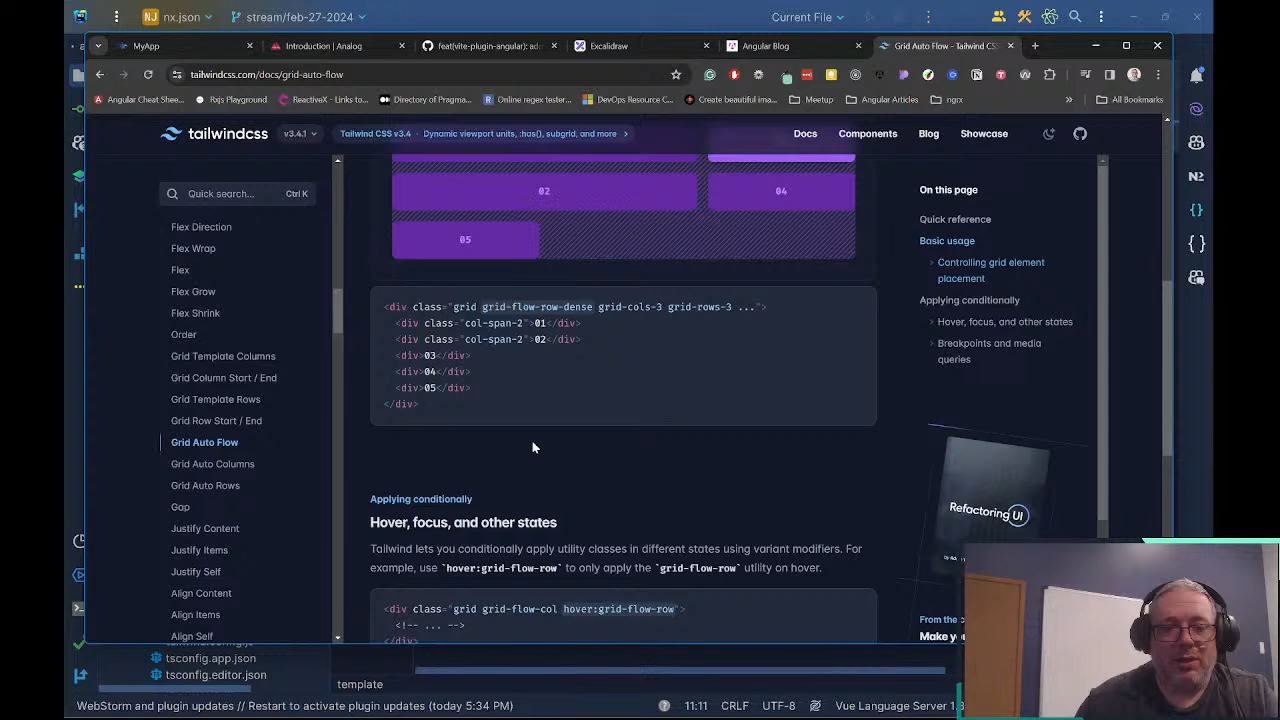 NJ nx.json stream/feb-27-2024 Current File
MyApp Introduction | Analog feat(vite-plugin-angular): ad Excalidraw Angular Blog Grid Auto Flow - Tailwind CS
tailwindcss.com/docs/grid-auto-flow
Angular Cheat Shee... Rxjs Playground ReactiveX - Links to... Directory of Pragma... Online regex tester... DevOps Resource C... Create beautiful ima... Meetup Angular Articles ngrx » All Bookmarks
tailwindcss v3.4.1 Tailwind CSS v3.4 · Dynamic viewport units, :has(), subgrid, and more Docs Components Blog Showcase
Quick search... Ctrl K
Flex Direction
Flex Wrap
Flex
Flex Grow
Flex Shrink
Order
Grid Template Columns
Grid Column Start / End
Grid Template Rows
Grid Row Start / End
Grid Auto Flow
Grid Auto Columns
Grid Auto Rows
Gap
Justify Content
Justify Items
Justify Self
Align Content
Align Items
Align Self
02 04
05
<div class="grid grid-flow-row-dense grid-cols-3 grid-rows-3 ...">
<div class="col-span-2">01</div>
<div class="col-span-2">02</div>
<div>03</div>
<div>04</div>
<div>05</div>
</div>
Applying conditionally
Hover, focus, and other states
Tailwind lets you conditionally apply utility classes in different states using variant modifiers. For
example, use `hover:grid-flow-row` to only apply the `grid-flow-row` utility on hover.
<div class="grid grid-flow-col hover:grid-flow-row">
<!-- ... -->
</div>
On this page
Quick reference
Basic usage
Controlling grid element
placement
Applying conditionally
Hover, focus, and other states
Breakpoints and media
queries
Refactoring UI
From the c
Make yo
tsconfig.app.json
tsconfig.editor.json
template
WebStorm and plugin updates // Restart to activate plugin updates (today 5:34 PM) 11:11 CRLF UTF-8 Vue Language Server